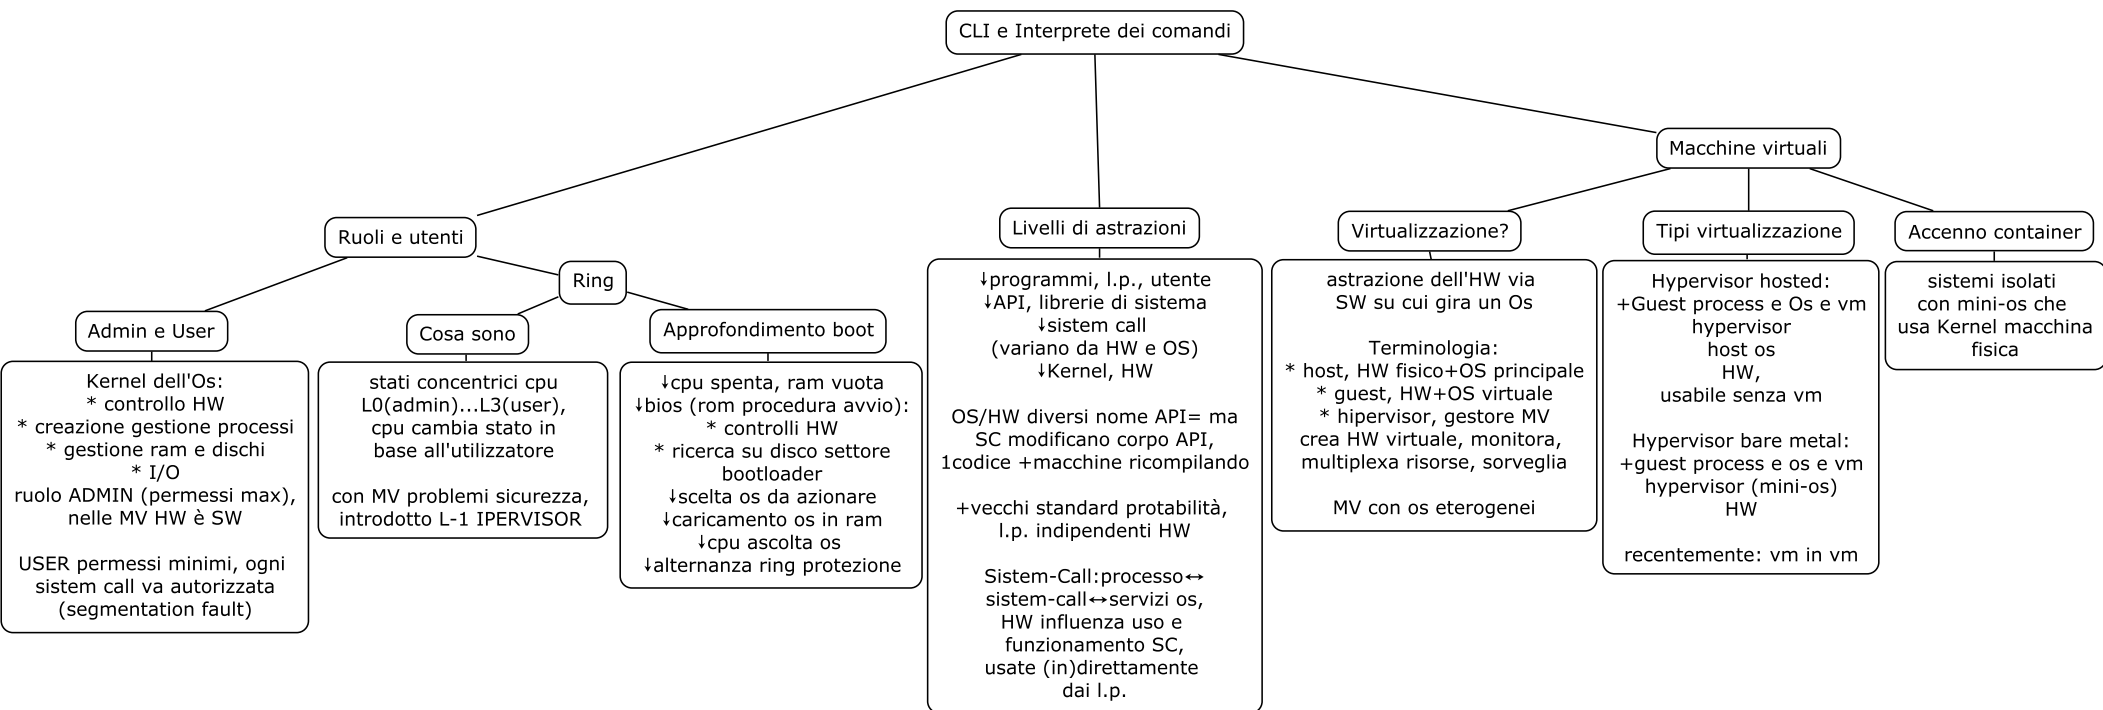 CLI e Interprete dei comandi
Macchine virtuali
Ruoli e utenti
Ring
Admin e User
Kernel dell'Os:
* controllo HW
* creazione gestione processi
* gestione ram e dischi
* I/O
ruolo ADMIN (permessi max),
nelle MV HW è SW
USER permessi minimi, ogni
sistem call va autorizzata
(segmentation fault)
Cosa sono
stati concentrici cpu
L0(admin)...L3(user),
cpu cambia stato in
base all'utilizzatore
con MV problemi sicurezza,
introdotto L-1 IPERVISOR
Approfondimento boot
↓cpu spenta, ram vuota
↓bios (rom procedura avvio):
* controlli HW
* ricerca su disco settore
bootloader
↓scelta os da azionare
↓caricamento os in ram
↓cpu ascolta os
↓alternanza ring protezione
Livelli di astrazioni
↓programmi, l.p., utente
↓API, librerie di sistema
↓sistem call
(variano da HW e OS)
↓Kernel, HW
OS/HW diversi nome API= ma
SC modificano corpo API,
1codice +macchine ricompilando
+vecchi standard protabilità,
l.p. indipendenti HW
Sistem-Call:processo↔
sistem-call↔servizi os,
HW influenza uso e
funzionamento SC,
usate (in)direttamente
dai l.p.
Virtualizzazione?
astrazione dell'HW via
SW su cui gira un Os
Terminologia:
* host, HW fisico+OS principale
* guest, HW+OS virtuale
* hipervisor, gestore MV
crea HW virtuale, monitora,
multiplexa risorse, sorveglia
MV con os eterogenei
Tipi virtualizzazione
Hypervisor hosted:
+Guest process e Os e vm
hypervisor
host os
HW,
usabile senza vm
Hypervisor bare metal:
+guest process e os e vm
hypervisor (mini-os)
HW
recentemente: vm in vm
Accenno container
sistemi isolati
con mini-os che
usa Kernel macchina
fisica